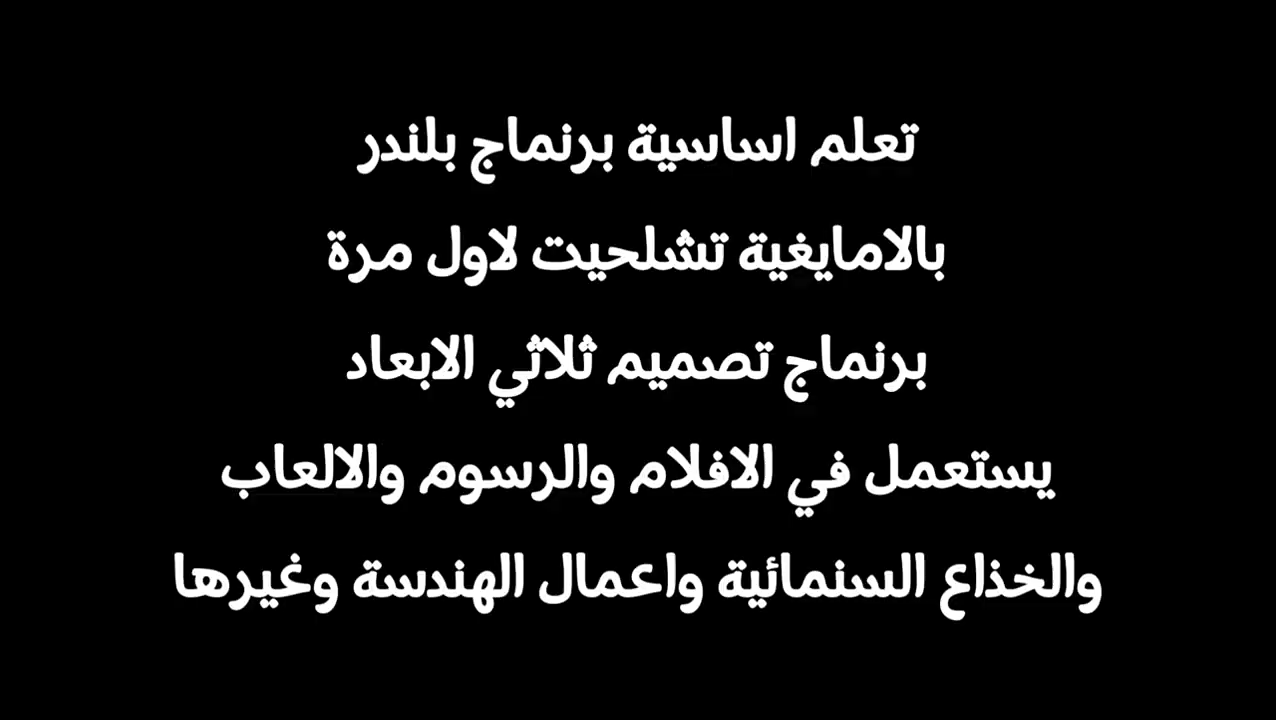 تعلم اساسية برنماج بلندر
بالامايغية تشلحيت لاول مرة
برنماج تصميم ثلاثي الابعاد
يستعمل في الافلام والرسوم والالعاب
والخذاع السنمائية واعمال الهندسة وغيرها